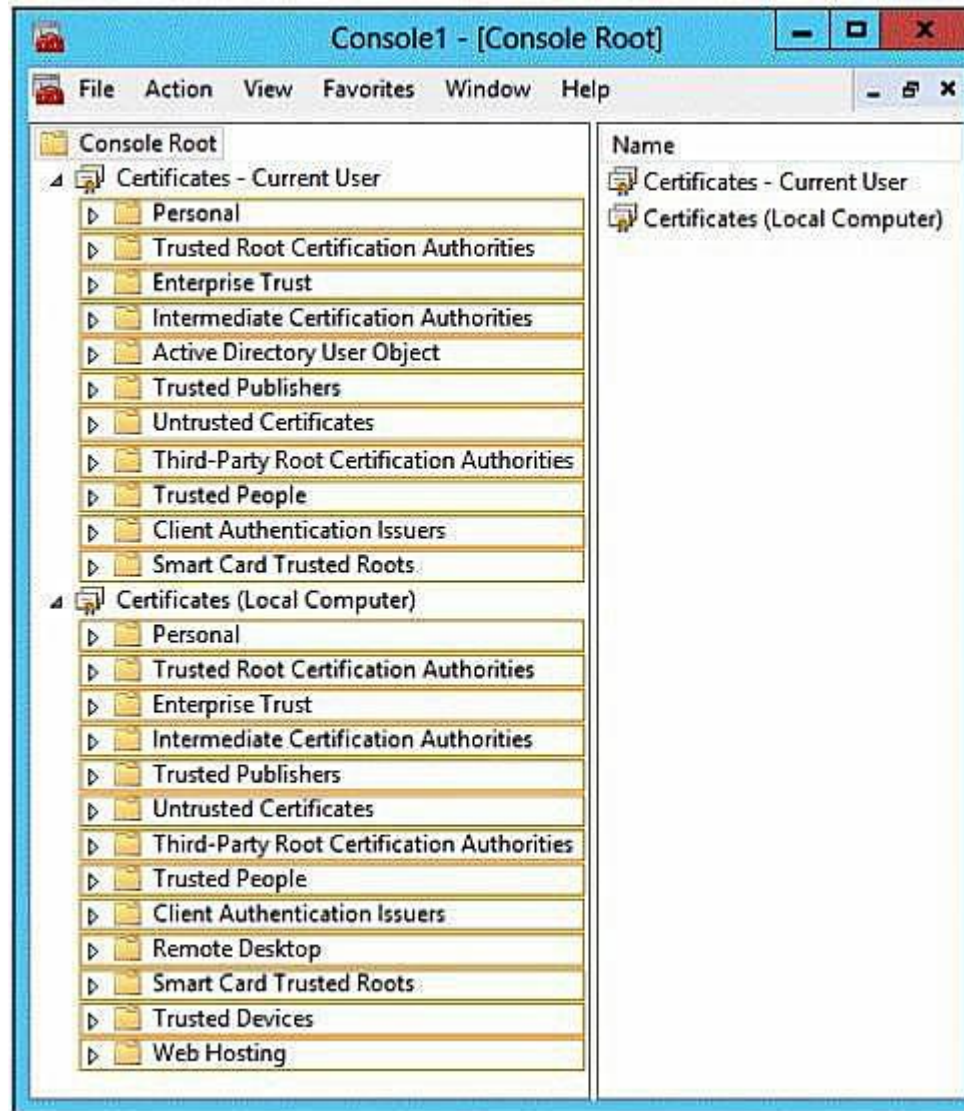 Console1 - [Console Root]
File Action View Favorites Window Help
Console Root
Certificates - Current User
Personal
Trusted Root Certification Authorities
Enterprise Trust
Intermediate Certification Authorities
Active Directory User Object
Trusted Publishers
Untrusted Certificates
Third-Party Root Certification Authorities
Trusted People
Client Authentication Issuers
Smart Card Trusted Roots
Certificates (Local Computer)
Personal
Trusted Root Certification Authorities
Enterprise Trust
Intermediate Certification Authorities
Trusted Publishers
Untrusted Certificates
Third-Party Root Certification Authorities
Trusted People
Client Authentication Issuers
Remote Desktop
Smart Card Trusted Roots
Trusted Devices
Web Hosting
Name
Certificates - Current User
Certificates (Local Computer)